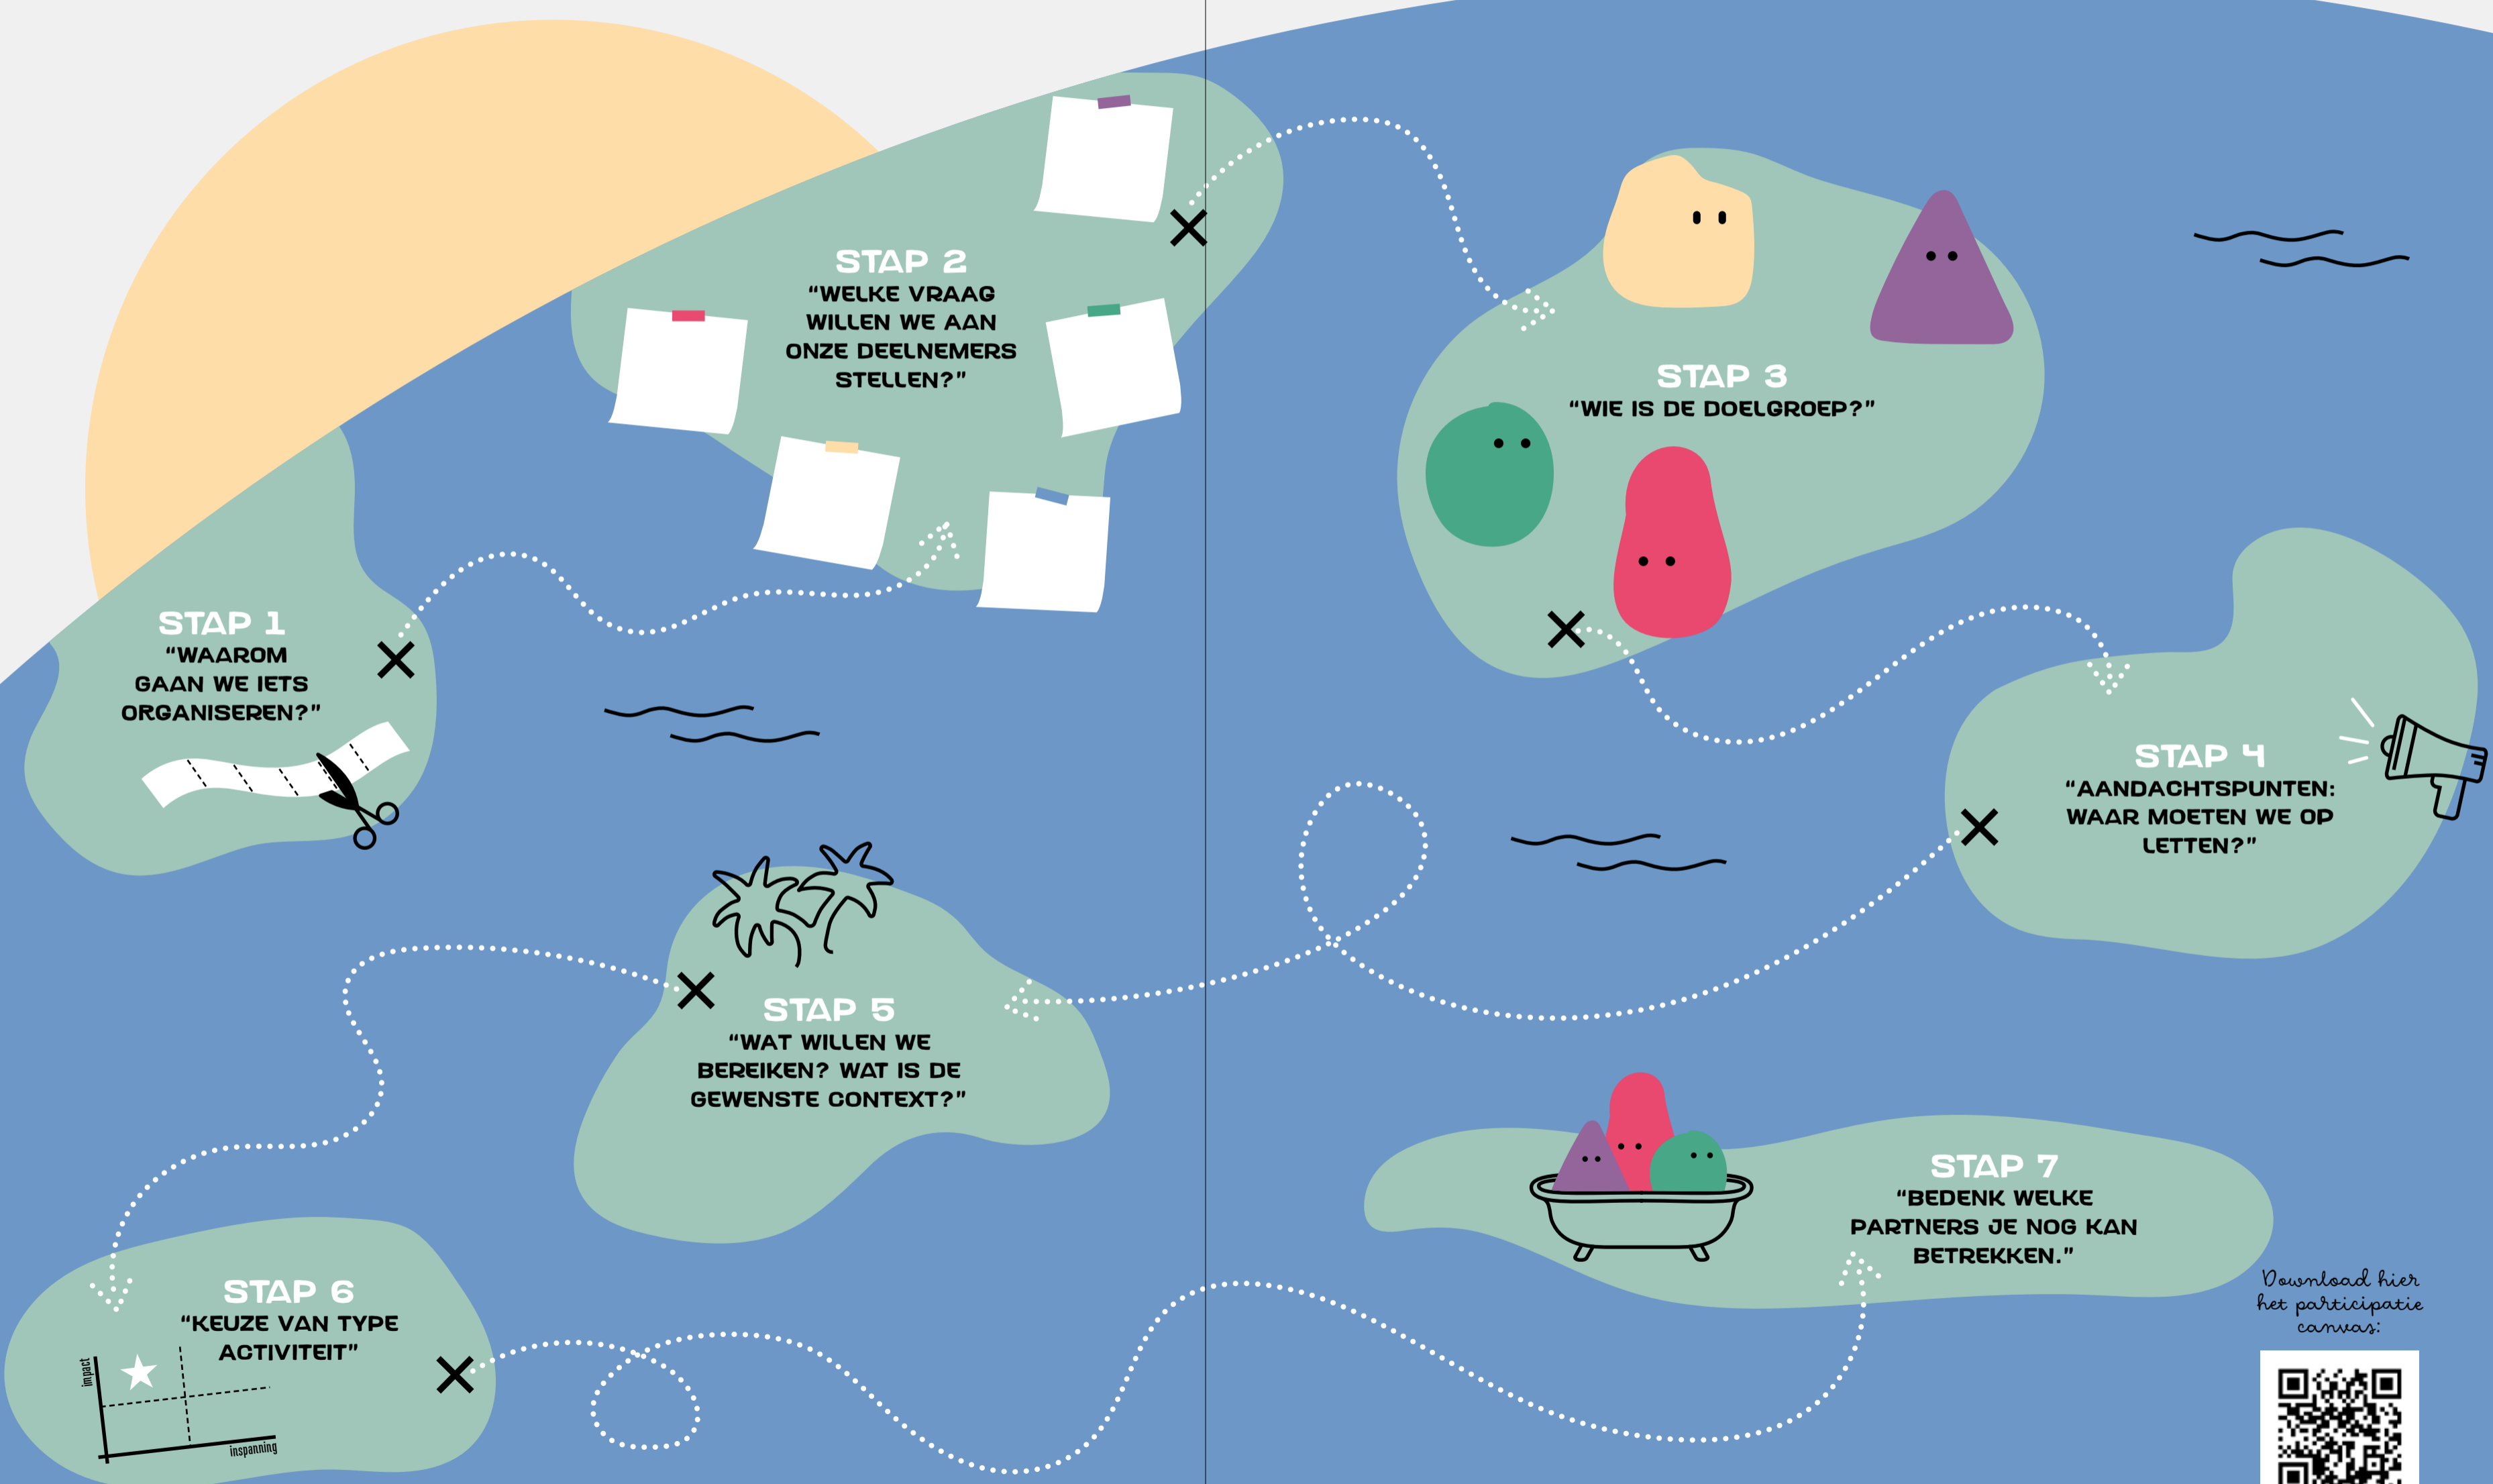 STAP 1
“WAAROM
GAAN WE IETS
ORGANISEREN?”
STAP 2
“WELKE VRAAG
WILLEN WE AAN
ONZE DEELNEMERS
STELLEN?”
STAP 3
“WIE IS DE DOELGROEP?”
STAP 4
“AANDACHTSPUNTEN:
WAAR MOETEN WE OP
LETTEN?”
STAP 5
“WAT WILLEN WE
BEREIKEN? WAT IS DE
GEWENSTE CONTEXT?”
STAP 6
“KEUZE VAN TYPE
ACTIVITEIT”
impact
inspanning
STAP 7
“BEDENK WELKE
PARTNERS JE NOG KAN
BETREKKEN.”
Download hier
het participatie
canvas: